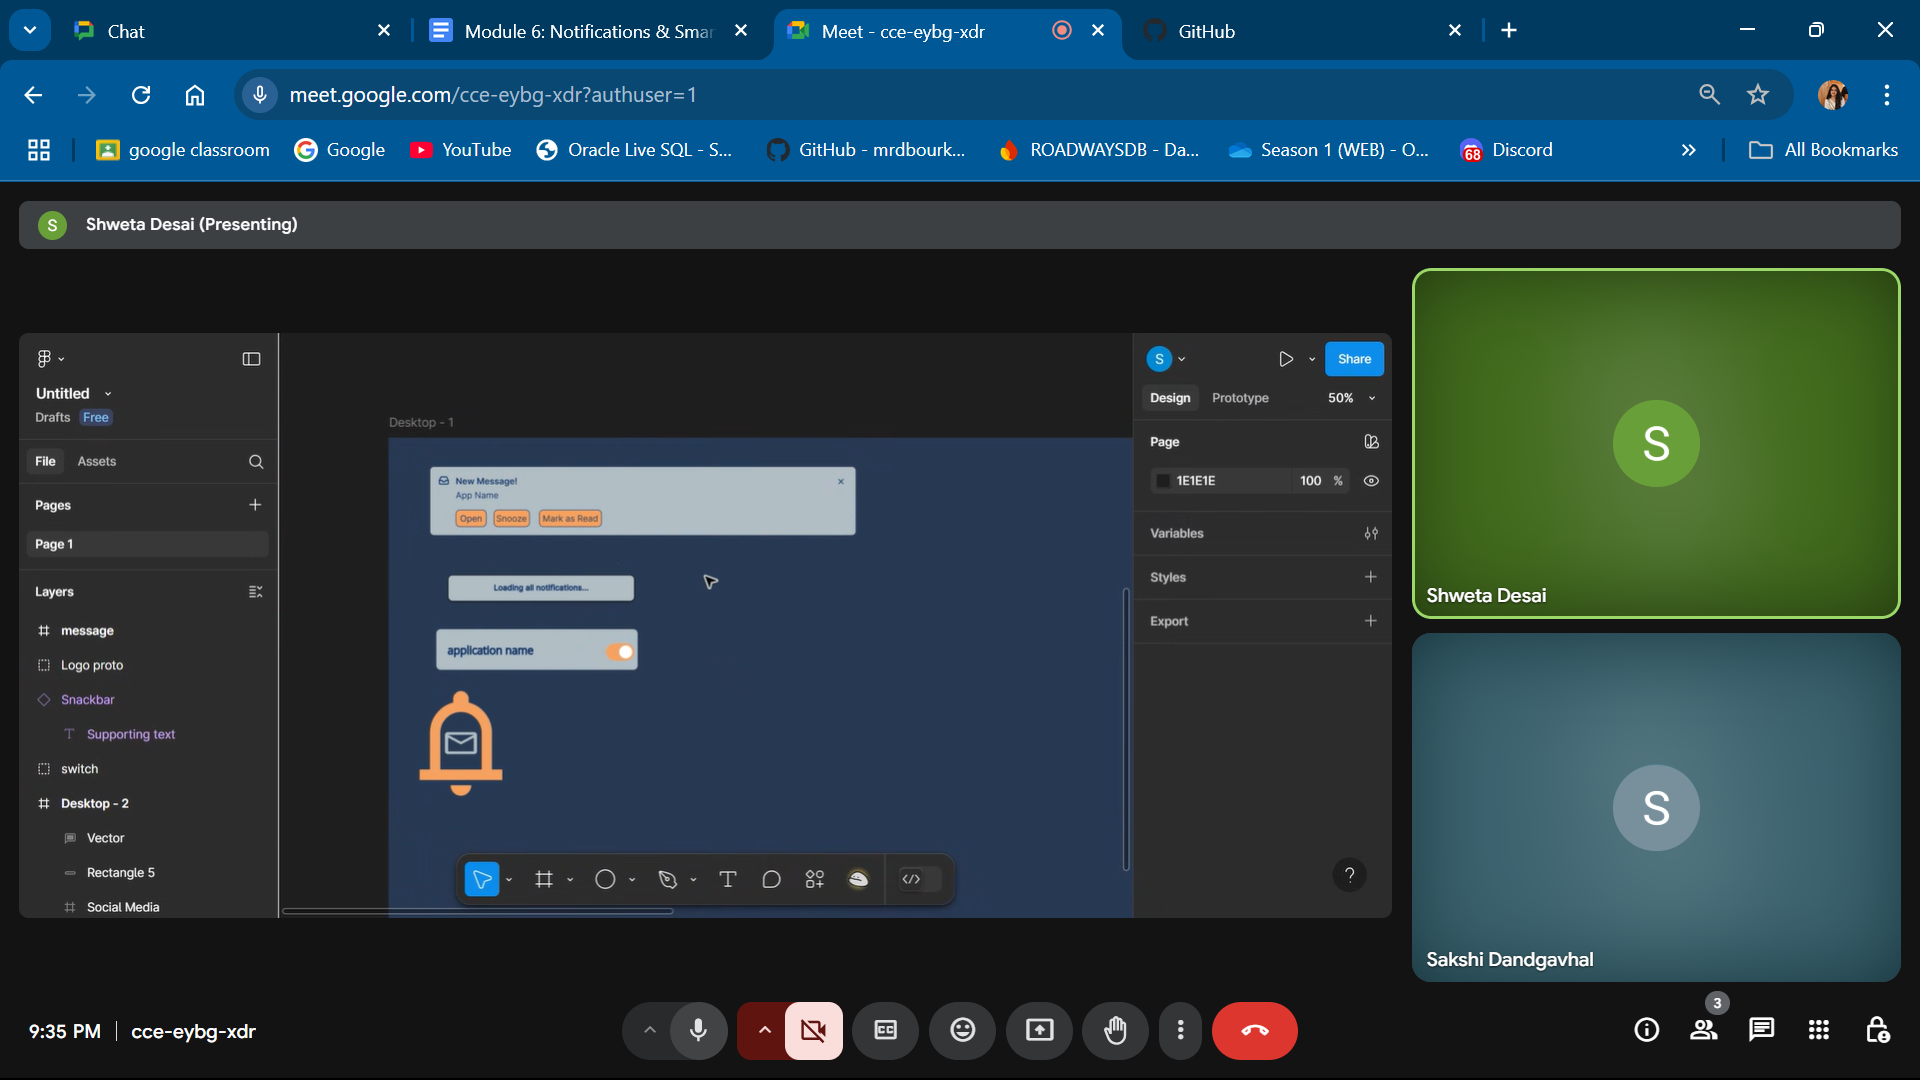 Chat
Module 6: Notifications & Smar
Meet - cce-eybg-xdr
GitHub
meet.google.com/cce-eybg-xdr?authuser=1
google classroom
Google
YouTube
Oracle Live SQL - S...
GitHub - mrdbourk...
ROADWAYSDB - Da...
Season 1 (WEB) - O...
68
Discord
All Bookmarks
S
Shweta Desai (Presenting)
Untitled
Drafts Free
File Assets
Pages
Page 1
Layers
message
Logo proto
Snackbar
Supporting text
switch
Desktop - 2
Vector
Rectangle 5
Social Media
Desktop - 1
New Message!
App Name
Open Snooze Mark as Read
Loading all notifications...
application name
S
Share
Design Prototype 50%
Page
1E1E1E 100 %
Variables
Styles
Export
?
S
Shweta Desai
S
Sakshi Dandgavhal
9:35 PM cce-eybg-xdr
3